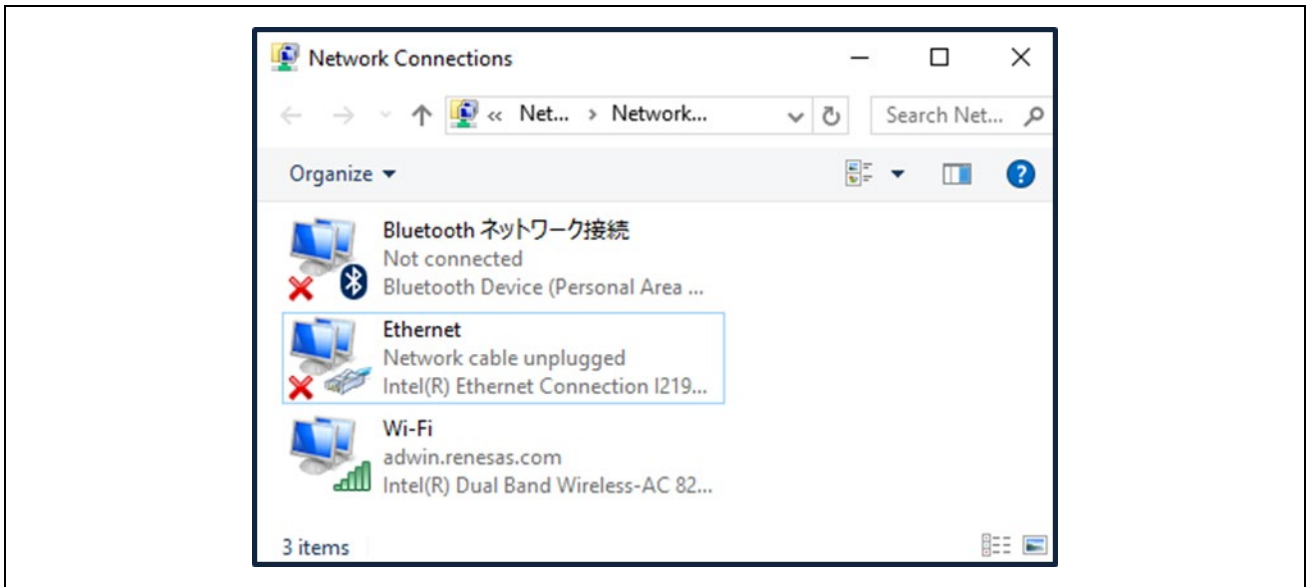 Network Connections
« Net... › Network...
Search Net...
Organize
Bluetooth ネットワーク接続
Not connected
Bluetooth Device (Personal Area ...
Ethernet
Network cable unplugged
Intel(R) Ethernet Connection I219...
Wi-Fi
adwin.renesas.com
Intel(R) Dual Band Wireless-AC 82...
3 items